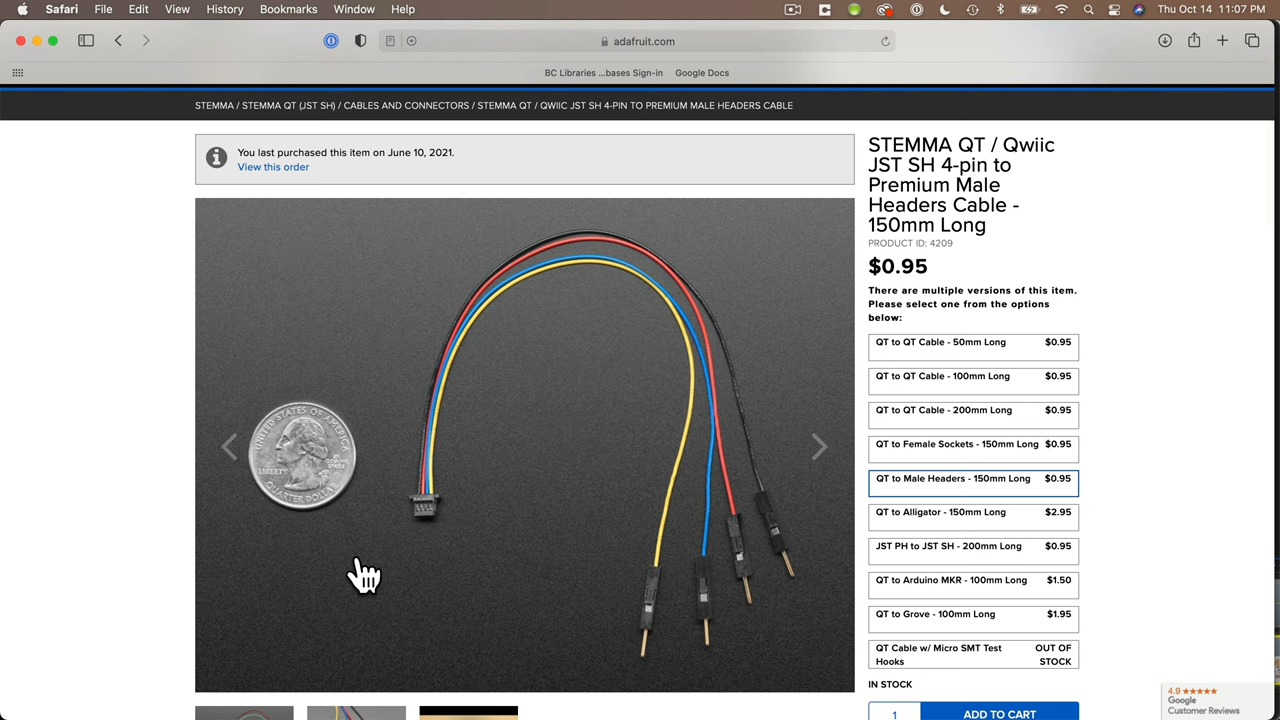 Safari File Edit View History Bookmarks Window Help Thu Oct 14 11:07 PM
adafruit.com
BC Libraries ...bases Sign-in Google Docs
STEMMA / STEMMA QT (JST SH) / CABLES AND CONNECTORS / STEMMA QT / QWIIC JST SH 4-PIN TO PREMIUM MALE HEADERS CABLE
You last purchased this item on June 10, 2021.
View this order
STEMMA QT / Qwiic
JST SH 4-pin to
Premium Male
Headers Cable -
150mm Long
PRODUCT ID: 4209
$0.95
There are multiple versions of this item.
Please select one from the options
below:
QT to QT Cable - 50mm Long $0.95
QT to QT Cable - 100mm Long $0.95
QT to QT Cable - 200mm Long $0.95
QT to Female Sockets - 150mm Long $0.95
QT to Male Headers - 150mm Long $0.95
QT to Alligator - 150mm Long $2.95
JST PH to JST SH - 200mm Long $0.95
QT to Arduino MKR - 100mm Long $1.50
QT to Grove - 100mm Long $1.95
QT Cable w/ Micro SMT Test OUT OF
Hooks STOCK
IN STOCK
1 ADD TO CART
4.9 ★★★★★
Google
Customer Reviews
UNITED STATES OF AMERICA
LIBERTY
QUARTER DOLLAR